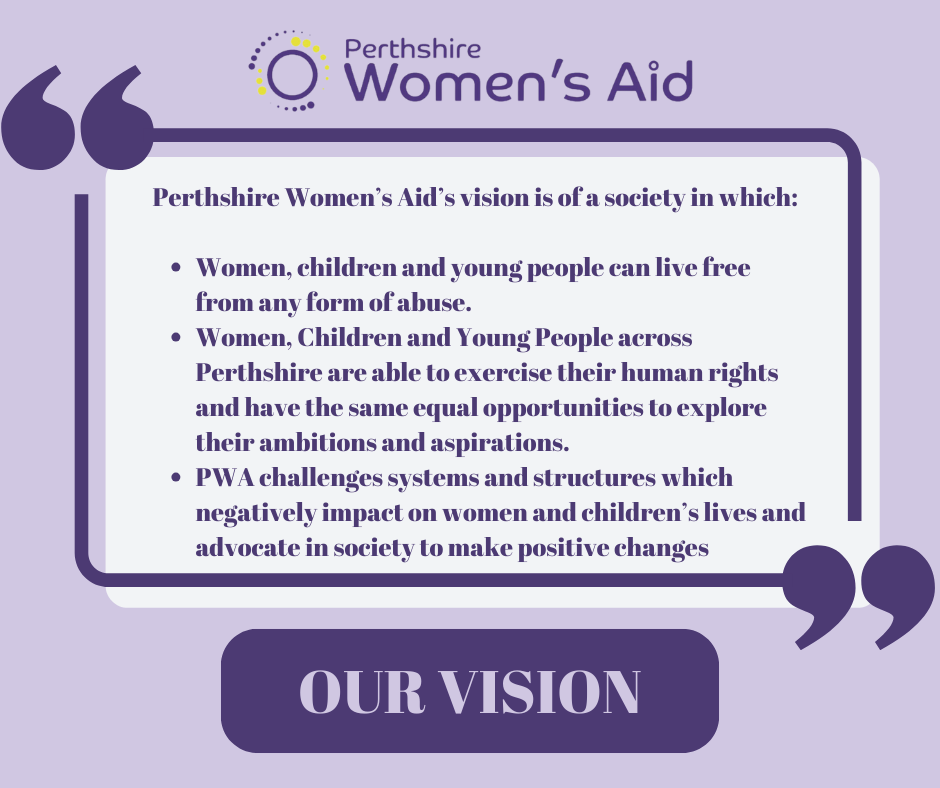 Perthshire
Women's Aid
Perthshire Women's Aid's vision is of a society in which:
• Women, children and young people can live free
from any form of abuse.
• Women, Children and Young People across
Perthshire are able to exercise their human rights
and have the same equal opportunities to explore
their ambitions and aspirations.
• PWA challenges systems and structures which
negatively impact on women and children's lives and
advocate in society to make positive changes
OUR VISION